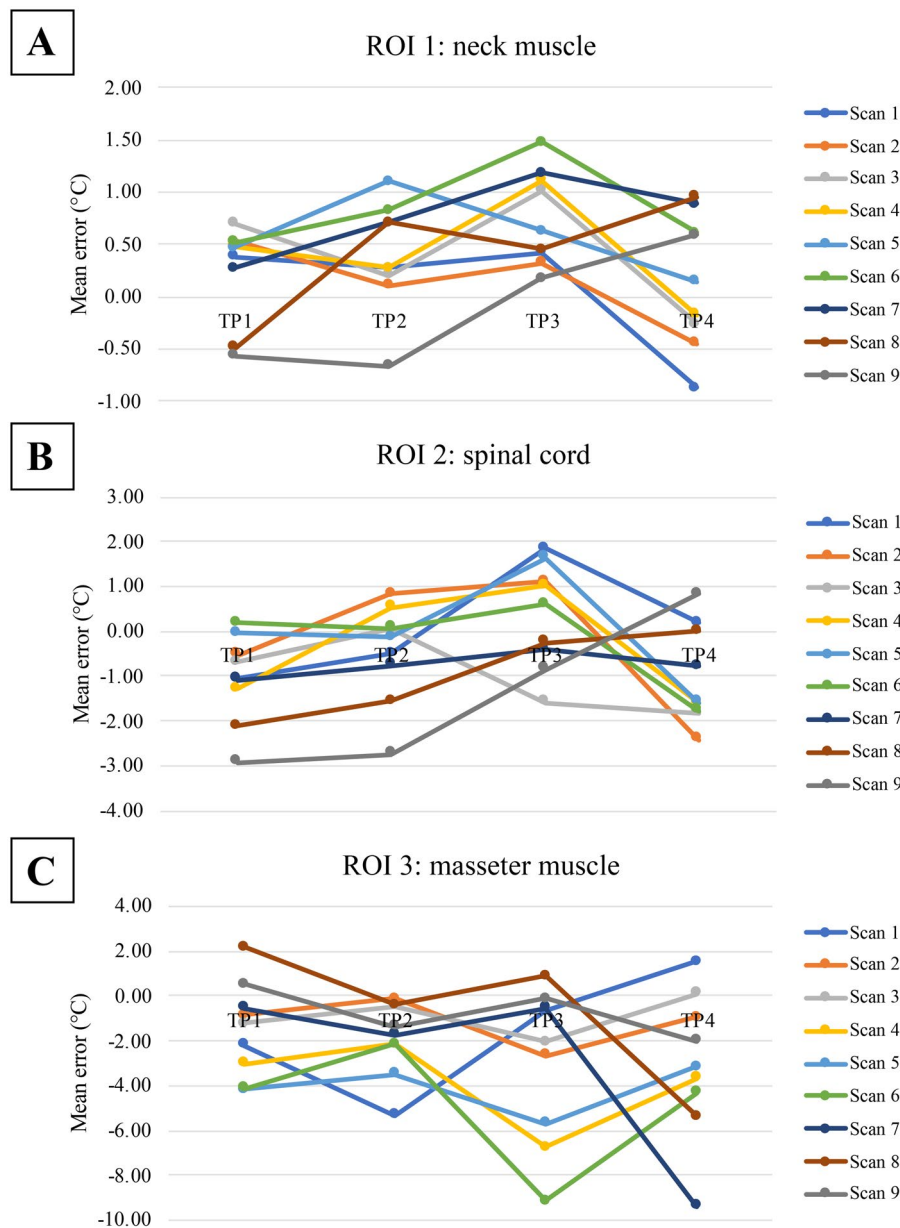 A
ROI 1: neck muscle
Mean error (°C)
2.00
1.50
1.00
0.50
0.00
-0.50
-1.00
TP1 TP2 TP3 TP4
Scan 1
Scan 2
Scan 3
Scan 4
Scan 5
Scan 6
Scan 7
Scan 8
Scan 9
B
ROI 2: spinal cord
Mean error (°C)
3.00
2.00
1.00
0.00
-1.00
-2.00
-3.00
-4.00
TP1 TP2 TP3 TP4
Scan 1
Scan 2
Scan 3
Scan 4
Scan 5
Scan 6
Scan 7
Scan 8
Scan 9
C
ROI 3: masseter muscle
Mean error (°C)
4.00
2.00
0.00
-2.00
-4.00
-6.00
-8.00
-10.00
TP1 TP2 TP3 TP4
Scan 1
Scan 2
Scan 3
Scan 4
Scan 5
Scan 6
Scan 7
Scan 8
Scan 9